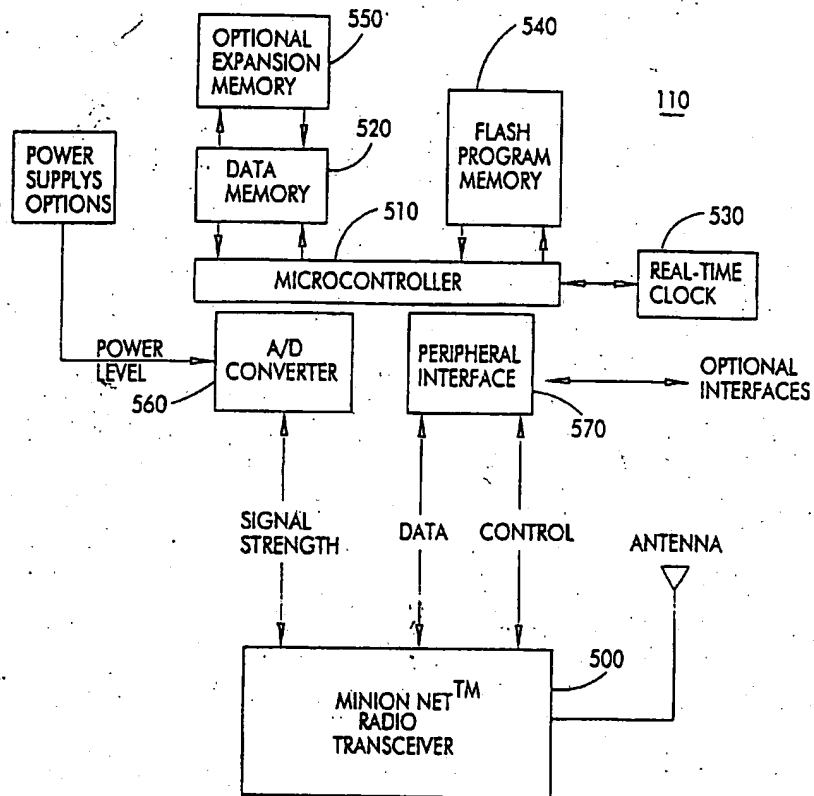 550
OPTIONAL
EXPANSION
MEMORY
540
110
520
FLASH
PROGRAM
MEMORY
POWER
SUPPLYS
OPTIONS
DATA
MEMORY
510
530
MICROCONTROLLER
REAL-TIME
CLOCK
A/D
CONVERTER
PERIPHERAL
INTERFACE
POWER
LEVEL
560
OPTIONAL
INTERFACES
570
SIGNAL
STRENGTH
DATA
CONTROL
ANTENNA
500
MINION NET™
RADIO
TRANSCEIVER